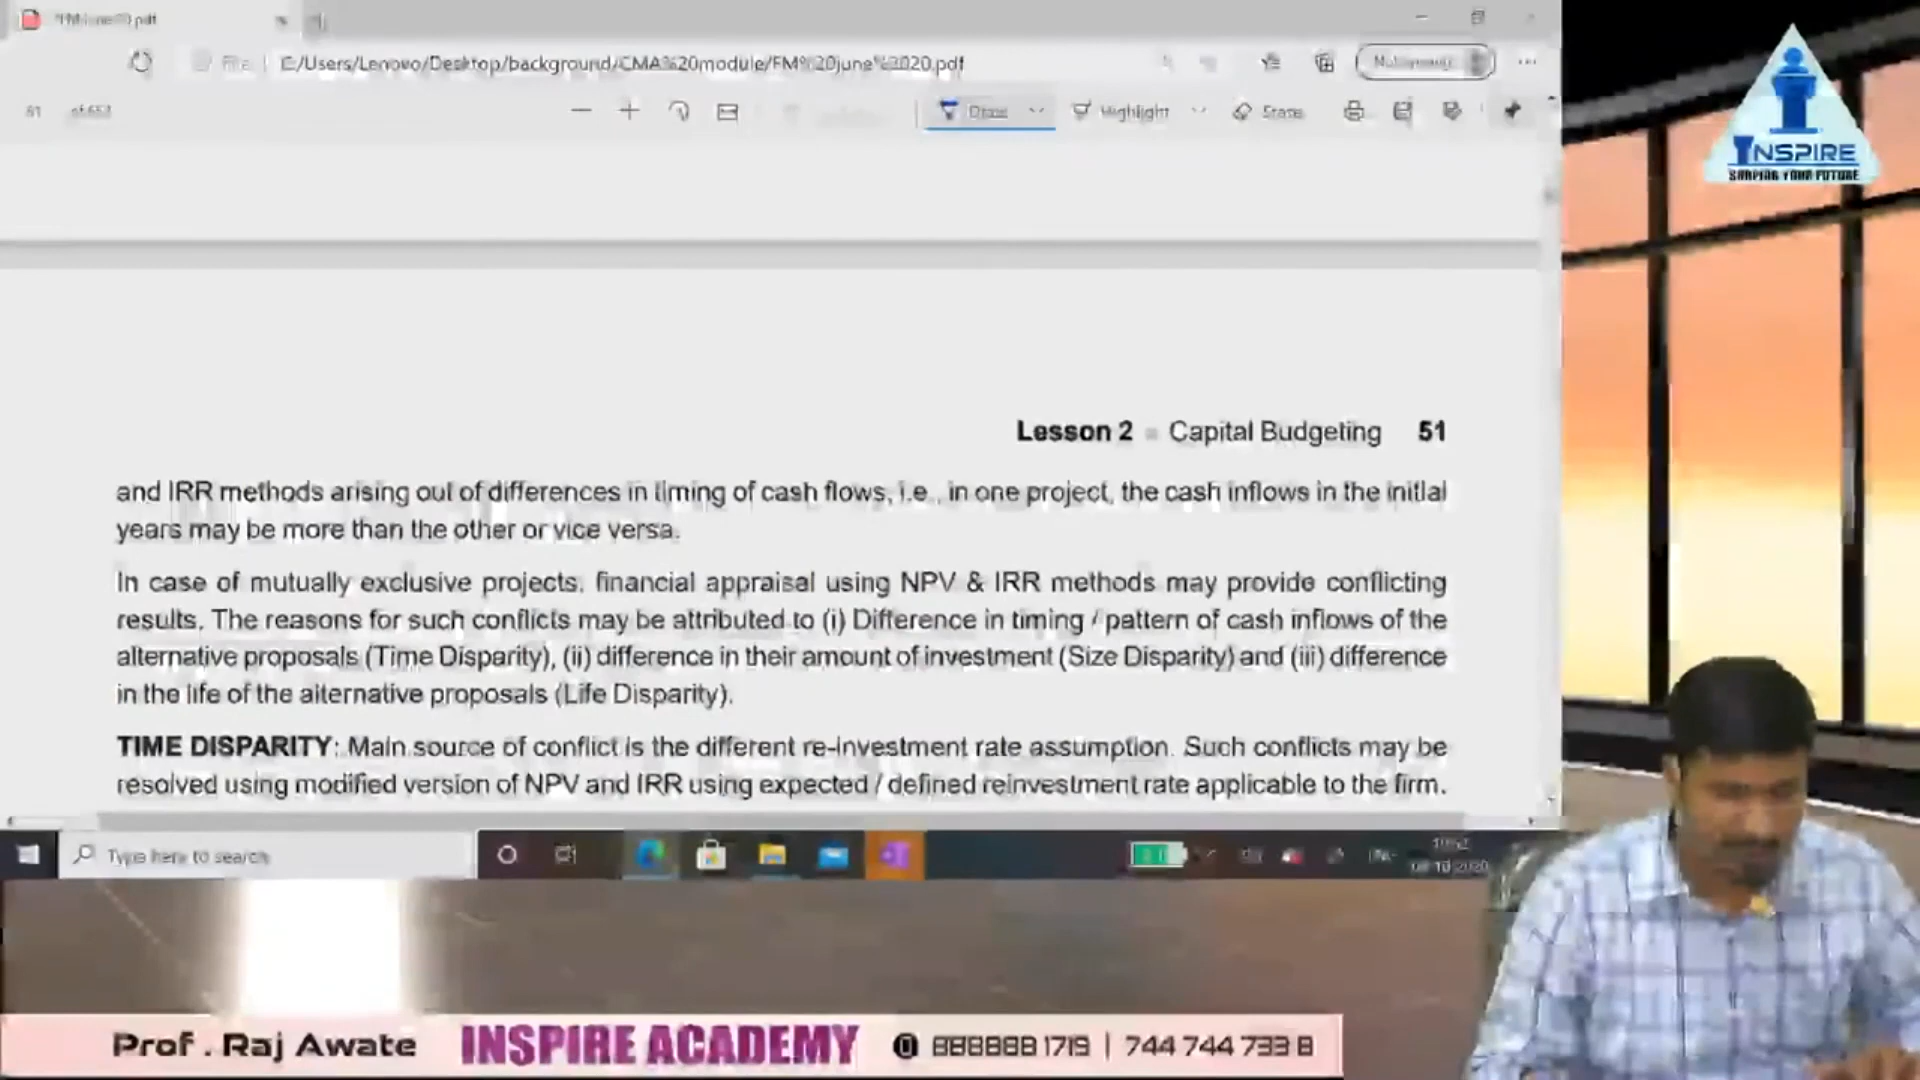 C:/Users/Lenovo/Desktop/background/CMA%20module/FM%20june%2020.pdf
51 of 657
Draw Highlight Erase
INSPIRE
SHAPING YOUR FUTURE
Lesson 2 ■ Capital Budgeting 51
and IRR methods arising out of differences in timing of cash flows, i.e., in one project, the cash inflows in the initial
years may be more than the other or vice versa.
In case of mutually exclusive projects, financial appraisal using NPV & IRR methods may provide conflicting
results. The reasons for such conflicts may be attributed to (i) Difference in timing / pattern of cash inflows of the
alternative proposals (Time Disparity), (ii) difference in their amount of investment (Size Disparity) and (iii) difference
in the life of the alternative proposals (Life Disparity).
TIME DISPARITY: Main source of conflict is the different re-investment rate assumption. Such conflicts may be
resolved using modified version of NPV and IRR using expected / defined reinvestment rate applicable to the firm.
Type here to search
Prof . Raj Awate INSPIRE ACADEMY 888888 1719 | 744 744 733 8